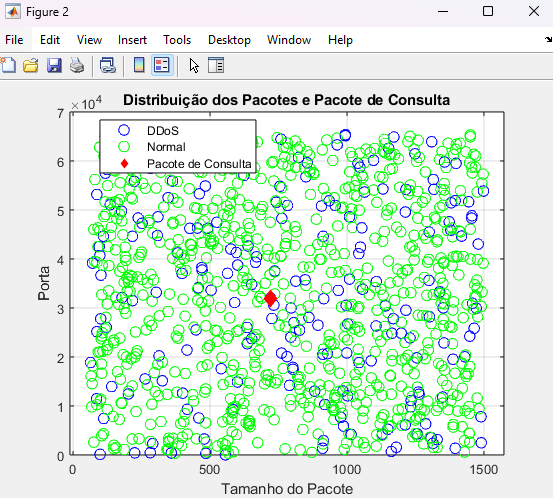 Figure 2
File Edit View Insert Tools Desktop Window Help
Distribuição dos Pacotes e Pacote de Consulta
× 10^4
7
6
5
4
3
2
1
0
Porta
DDoS
Normal
Pacote de Consulta
0 500 1000 1500
Tamanho do Pacote